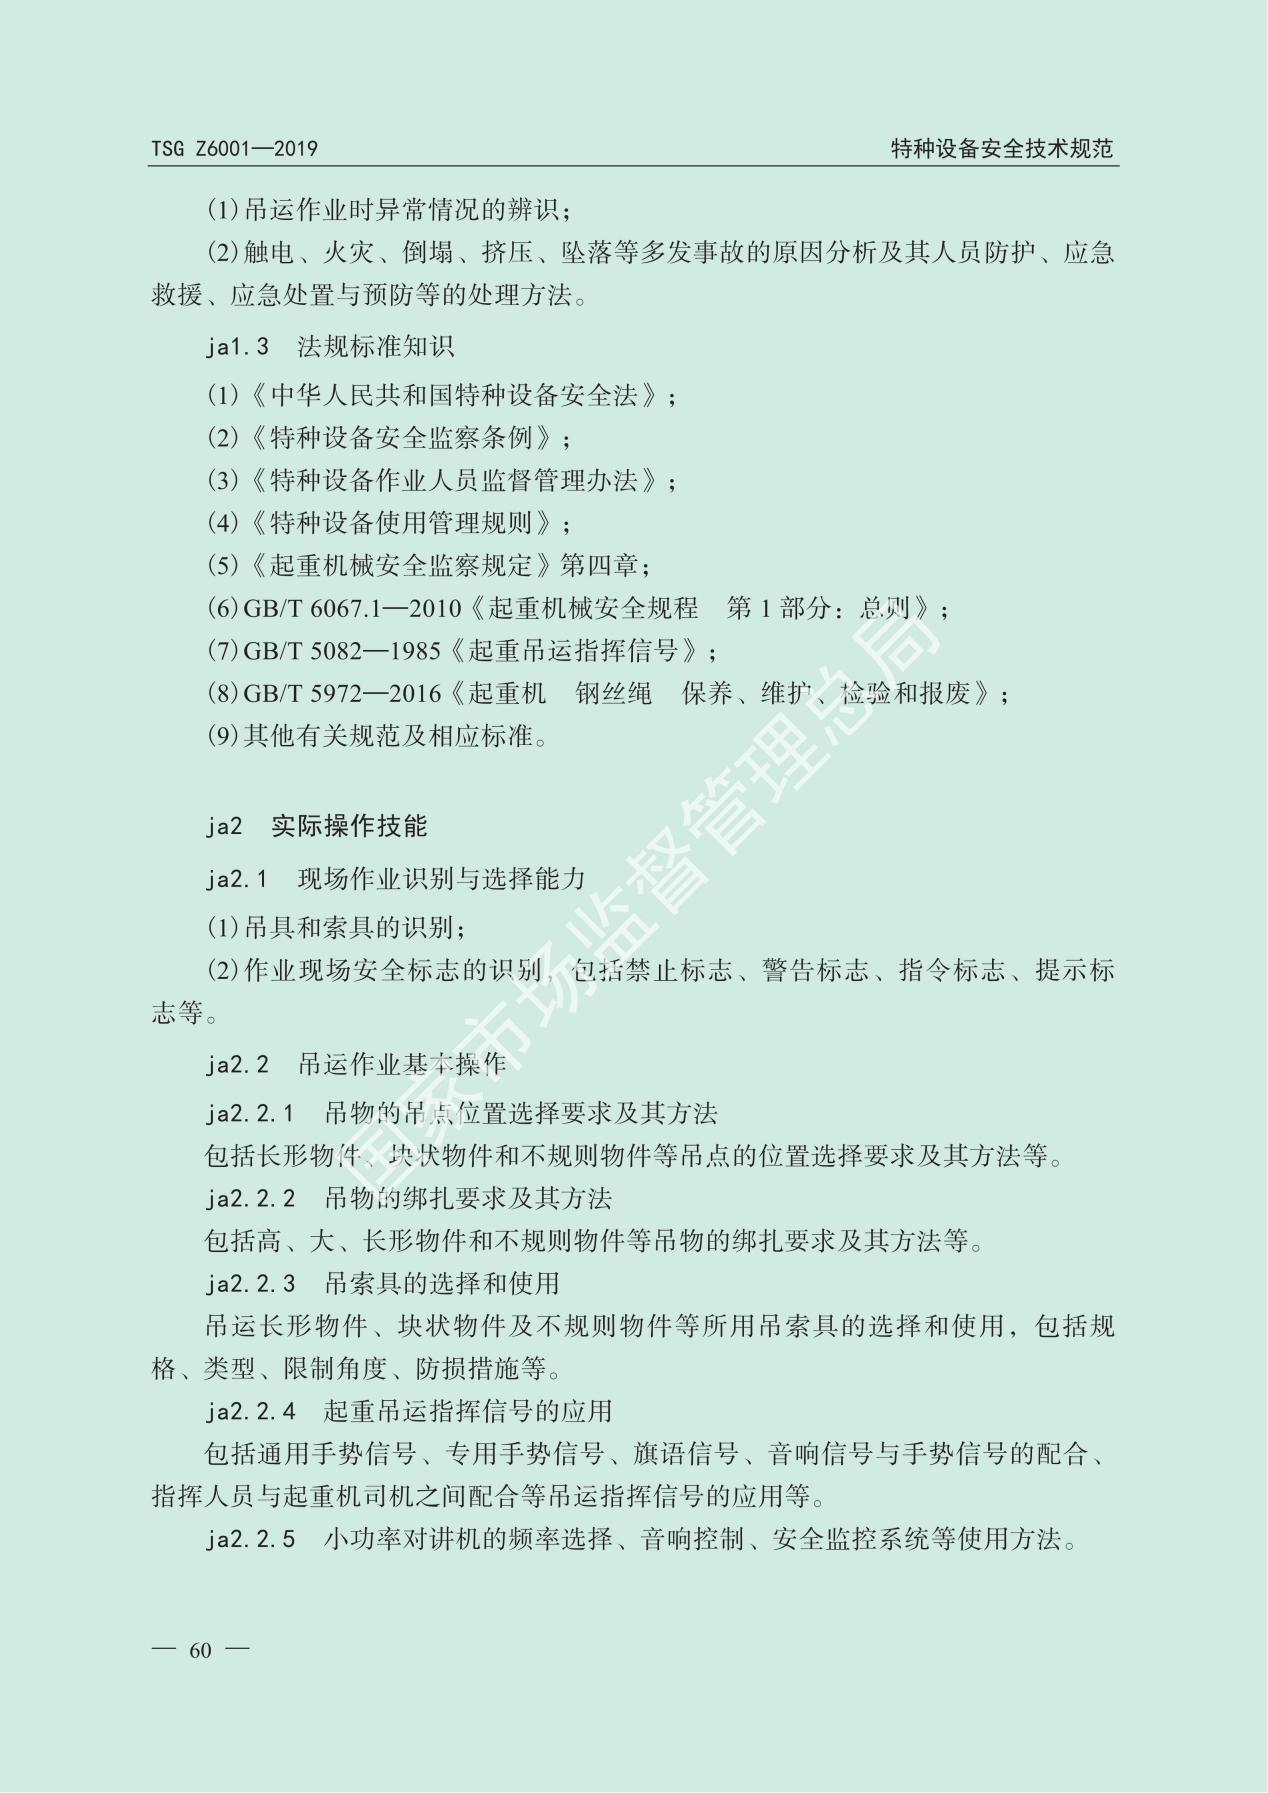 TSG Z6001—2019 特种设备安全技术规范
(1)吊运作业时异常情况的辨识；
(2)触电、火灾、倒塌、挤压、坠落等多发事故的原因分析及其人员防护、应急
救援、应急处置与预防等的处理方法。
ja1.3 法规标准知识
(1)《中华人民共和国特种设备安全法》；
(2)《特种设备安全监察条例》；
(3)《特种设备作业人员监督管理办法》；
(4)《特种设备使用管理规则》；
(5)《起重机械安全监察规定》第四章；
(6)GB/T 6067.1—2010《起重机械安全规程 第 1 部分：总则》；
(7)GB/T 5082—1985《起重吊运指挥信号》；
(8)GB/T 5972—2016《起重机 钢丝绳 保养、维护、检验和报废》；
(9)其他有关规范及相应标准。
ja2 实际操作技能
ja2.1 现场作业识别与选择能力
(1)吊具和索具的识别；
(2)作业现场安全标志的识别，包括禁止标志、警告标志、指令标志、提示标
志等。
ja2.2 吊运作业基本操作
ja2.2.1 吊物的吊点位置选择要求及其方法
包括长形物件、块状物件和不规则物件等吊点的位置选择要求及其方法等。
ja2.2.2 吊物的绑扎要求及其方法
包括高、大、长形物件和不规则物件等吊物的绑扎要求及其方法等。
ja2.2.3 吊索具的选择和使用
吊运长形物件、块状物件及不规则物件等所用吊索具的选择和使用，包括规
格、类型、限制角度、防损措施等。
ja2.2.4 起重吊运指挥信号的应用
包括通用手势信号、专用手势信号、旗语信号、音响信号与手势信号的配合、
指挥人员与起重机司机之间配合等吊运指挥信号的应用等。
ja2.2.5 小功率对讲机的频率选择、音响控制、安全监控系统等使用方法。
— 60 —
国家市场监督管理总局